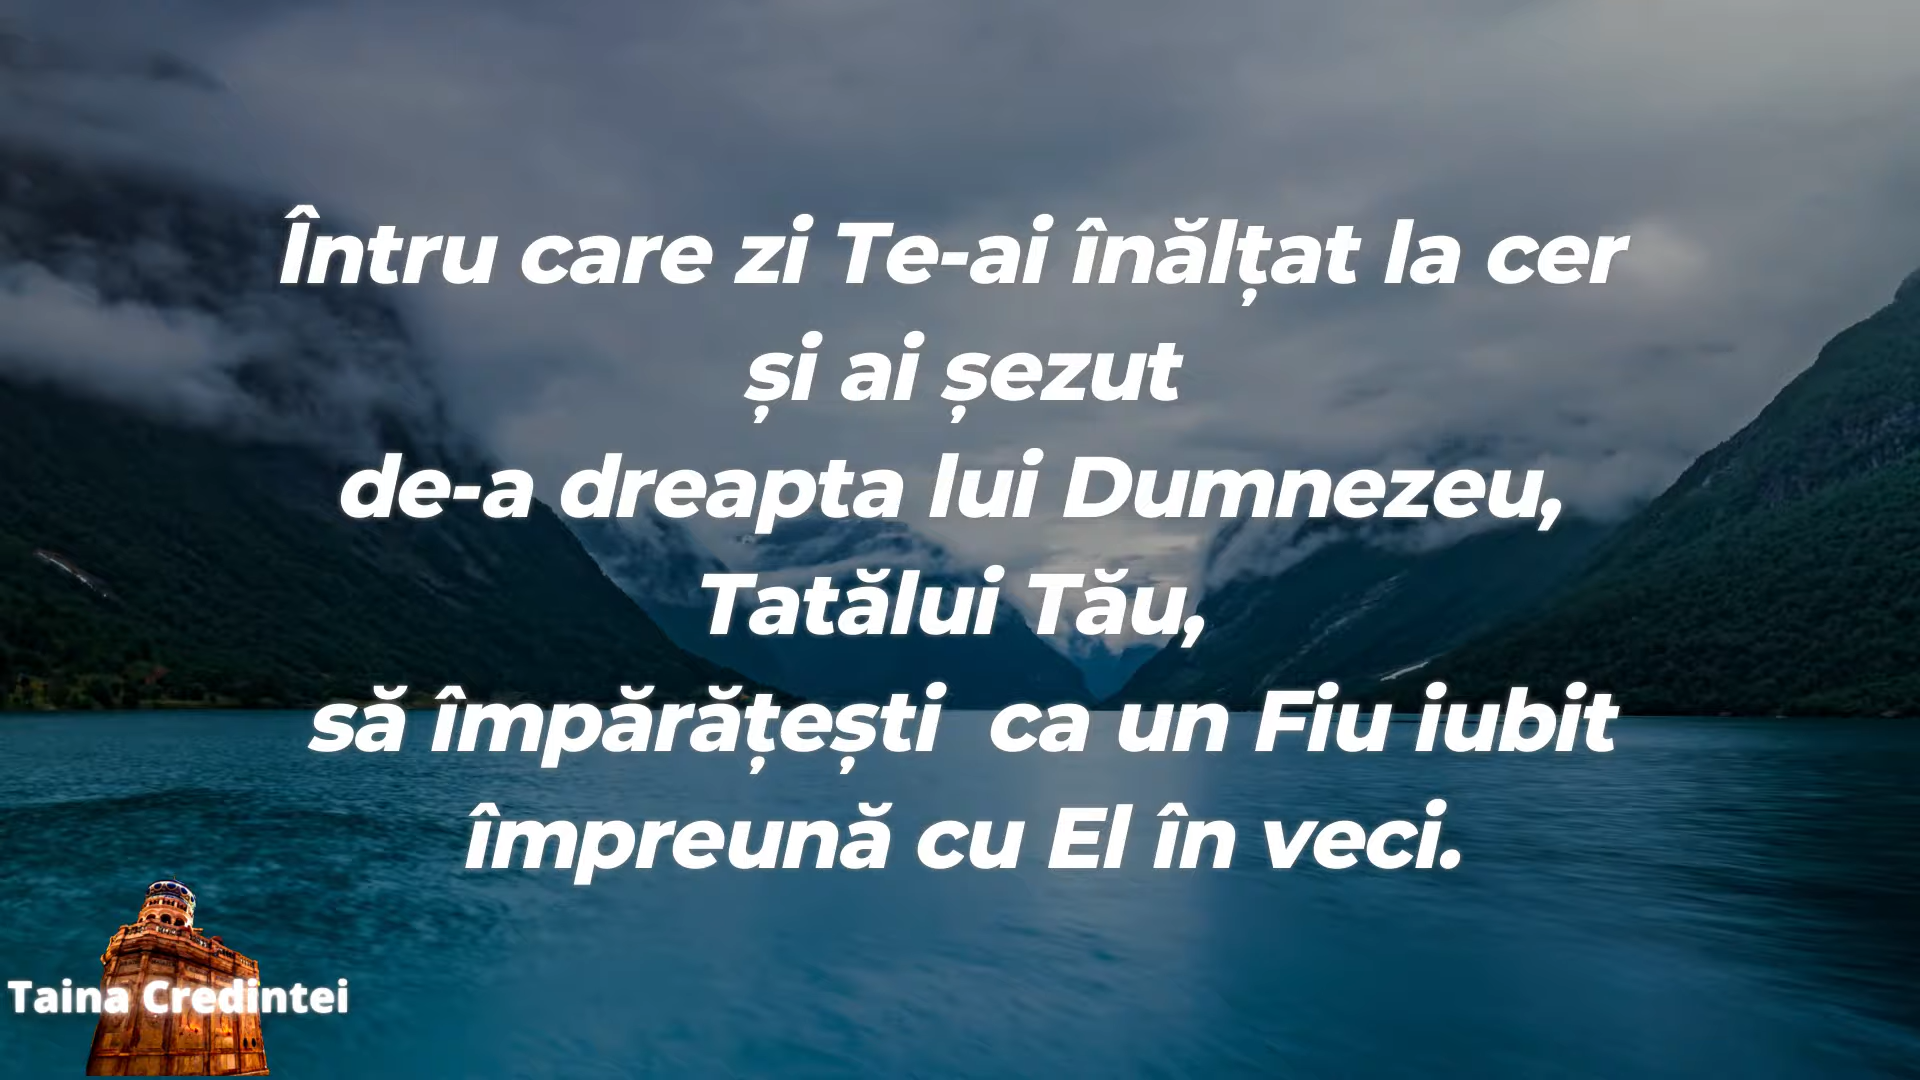 Întru care zi Te-ai înălțat la cer
și ai șezut
de-a dreapta lui Dumnezeu,
Tatălui Tău,
să împărățești  ca un Fiu iubit
împreună cu El în veci.
Taina Credintei